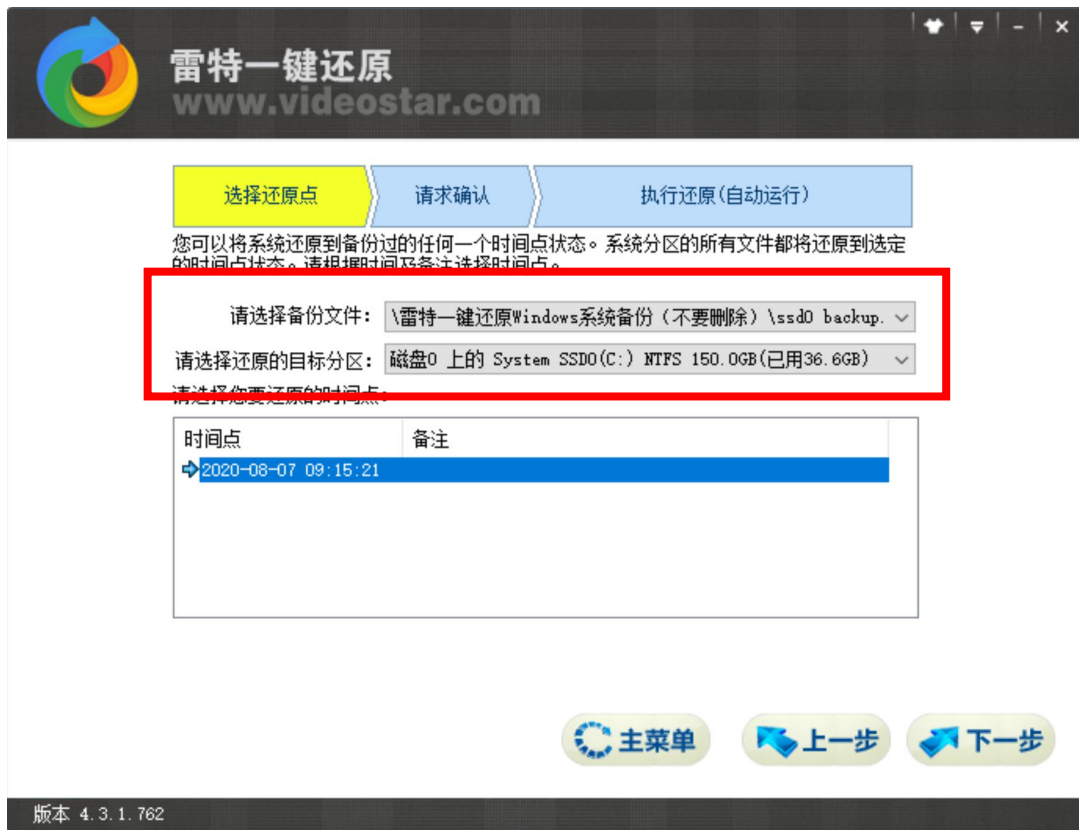 雷特一键还原
www.videostar.com
选择还原点
请求确认
执行还原(自动运行)
您可以将系统还原到备份过的任何一个时间点状态。系统分区的所有文件都将还原到选定
的时间点状态。请根据时间及备注选择时间点。
请选择备份文件: \雷特一键还原Windows系统备份（不要删除）\ssd0 backup.
请选择还原的目标分区: 磁盘0 上的 System SSD0(C:) NTFS 150.0GB(已用36.6GB)
请选择您要还原的时间点:
时间点 备注
2020-08-07 09:15:21
主菜单 上一步 下一步
版本 4.3.1.762